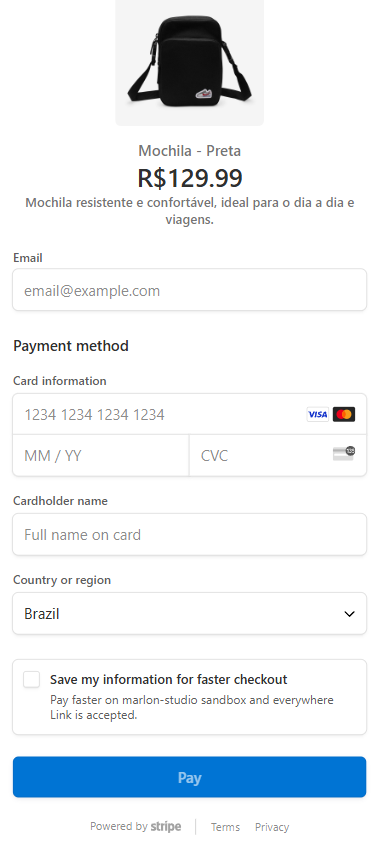 Mochila - Preta
R$129.99
Mochila resistente e confortável, ideal para o dia a dia e
viagens.
Email
email@example.com
Payment method
Card information
1234 1234 1234 1234
VISA
MM / YY
CVC
135
Cardholder name
Full name on card
Country or region
Brazil
Save my information for faster checkout
Pay faster on marlon-studio sandbox and everywhere
Link is accepted.
Pay
Powered by stripe
Terms
Privacy